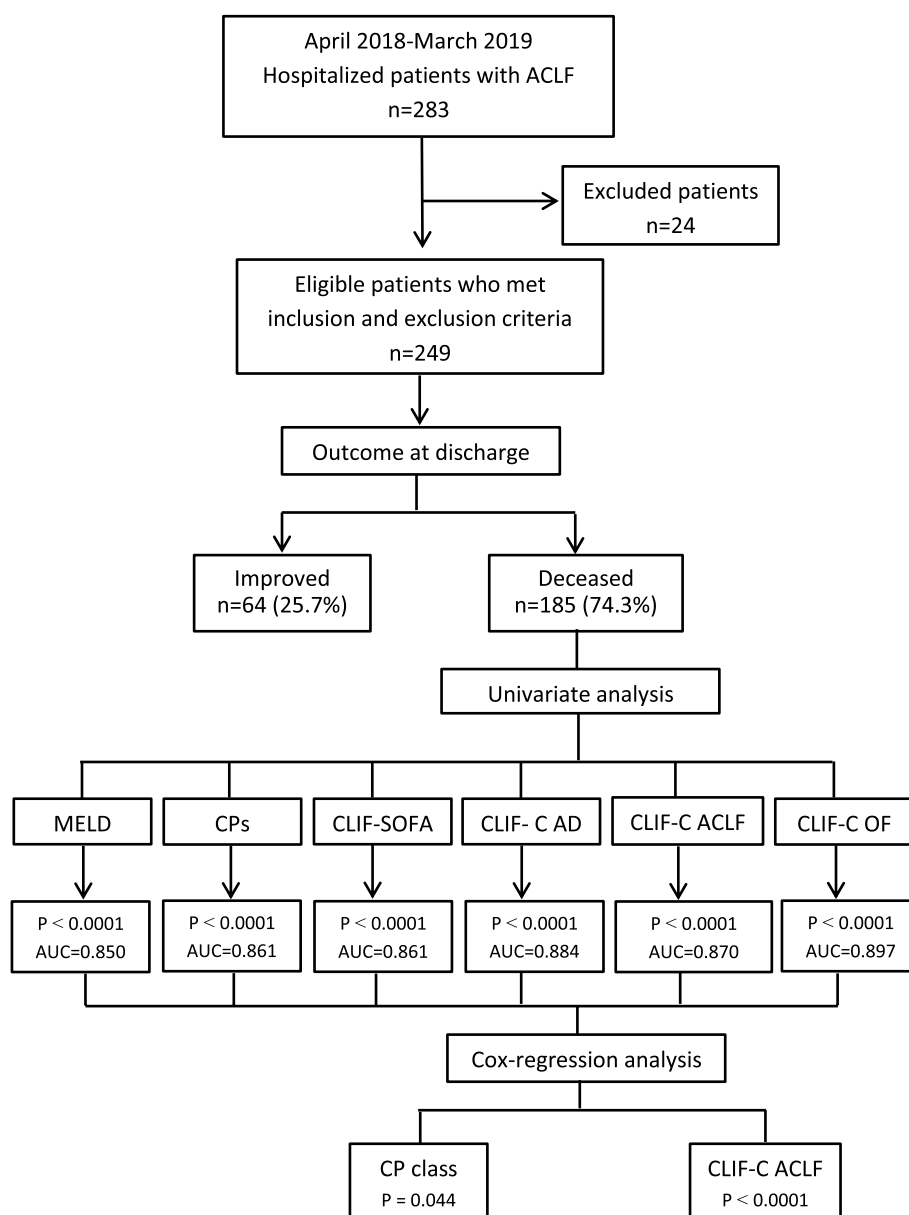 April 2018-March 2019
Hospitalized patients with ACLF
n=283
Excluded patients
n=24
Eligible patients who met
inclusion and exclusion criteria
n=249
Outcome at discharge
Improved
n=64 (25.7%)
Deceased
n=185 (74.3%)
Univariate analysis
MELD
CPs
CLIF-SOFA
CLIF- C AD
CLIF-C ACLF
CLIF-C OF
P < 0.0001
AUC=0.850
P < 0.0001
AUC=0.861
P < 0.0001
AUC=0.861
P < 0.0001
AUC=0.884
P < 0.0001
AUC=0.870
P < 0.0001
AUC=0.897
Cox-regression analysis
CP class
P = 0.044
CLIF-C ACLF
P < 0.0001